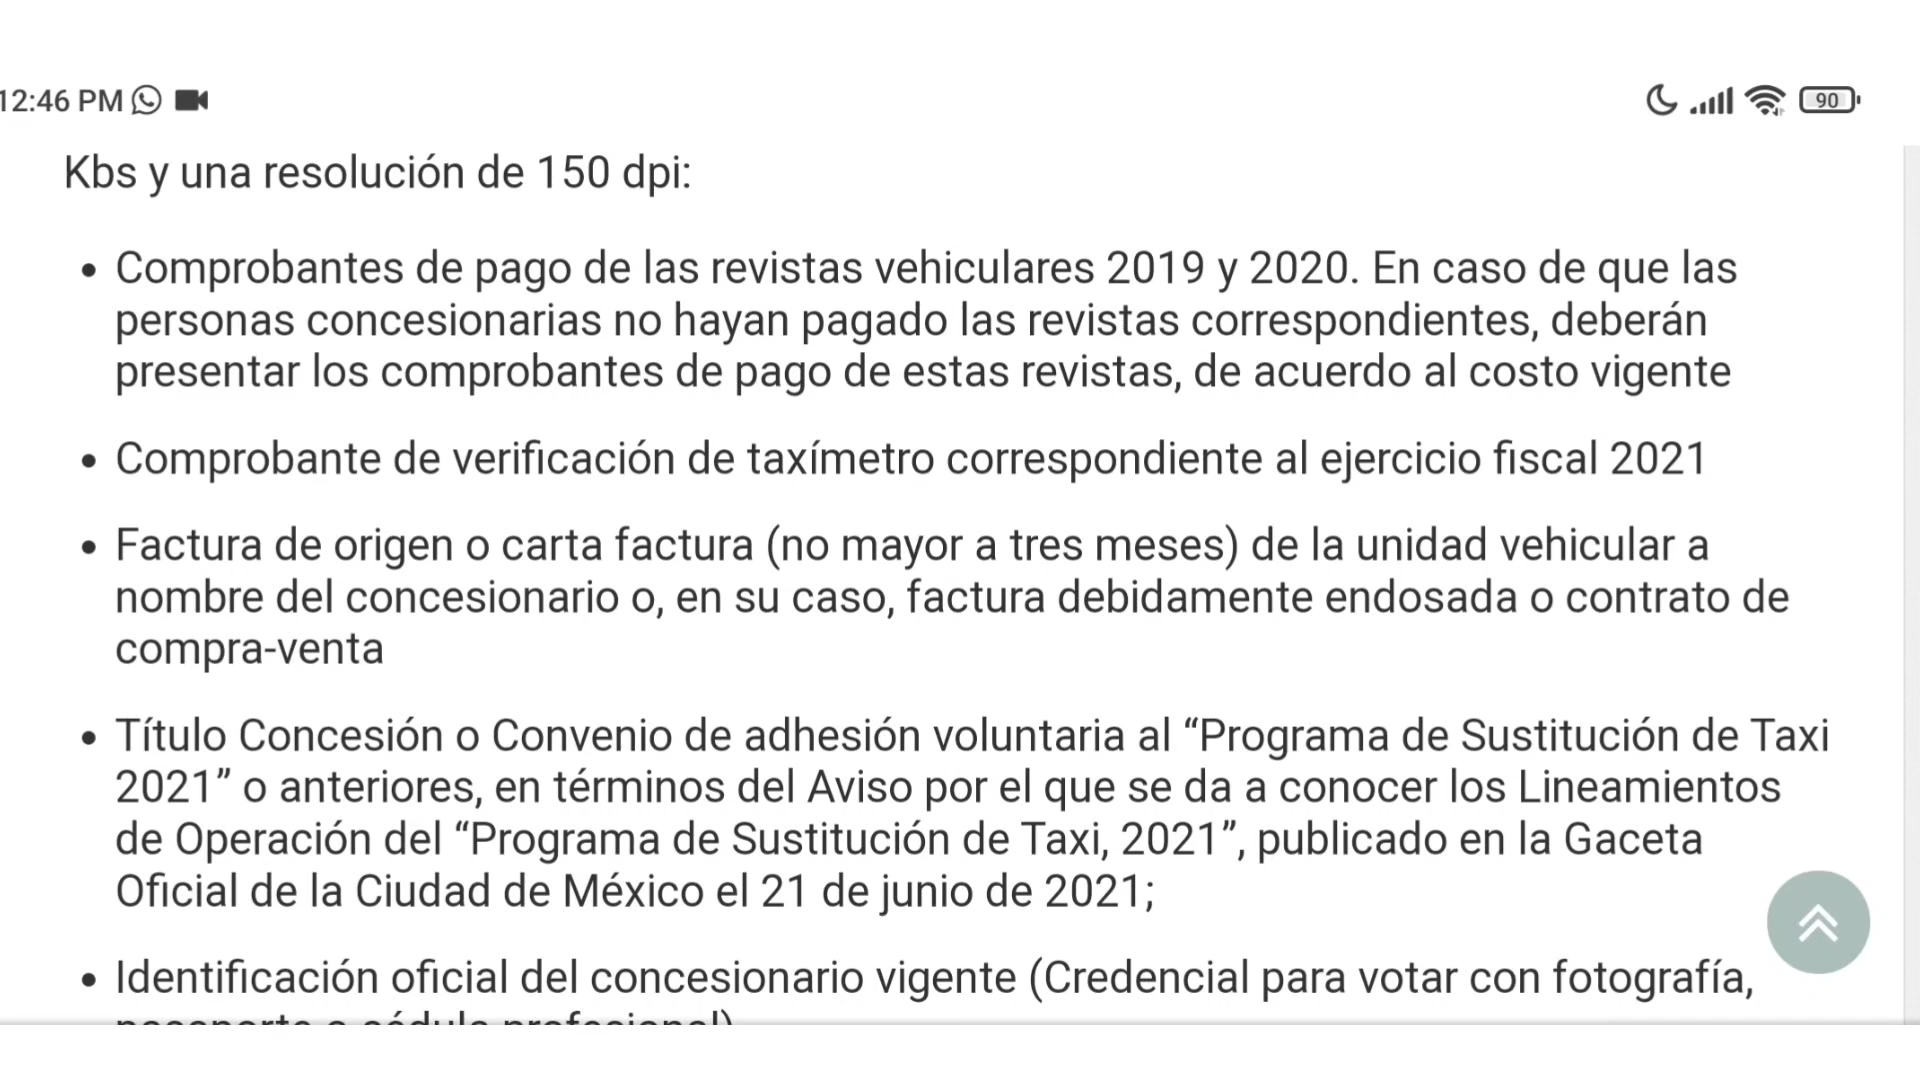 12:46 PM
90
Kbs y una resolución de 150 dpi:
• Comprobantes de pago de las revistas vehiculares 2019 y 2020. En caso de que las
personas concesionarias no hayan pagado las revistas correspondientes, deberán
presentar los comprobantes de pago de estas revistas, de acuerdo al costo vigente
• Comprobante de verificación de taxímetro correspondiente al ejercicio fiscal 2021
• Factura de origen o carta factura (no mayor a tres meses) de la unidad vehicular a
nombre del concesionario o, en su caso, factura debidamente endosada o contrato de
compra-venta
• Título Concesión o Convenio de adhesión voluntaria al “Programa de Sustitución de Taxi
2021” o anteriores, en términos del Aviso por el que se da a conocer los Lineamientos
de Operación del “Programa de Sustitución de Taxi, 2021”, publicado en la Gaceta
Oficial de la Ciudad de México el 21 de junio de 2021;
• Identificación oficial del concesionario vigente (Credencial para votar con fotografía,
pasaporte o cédula profesional)